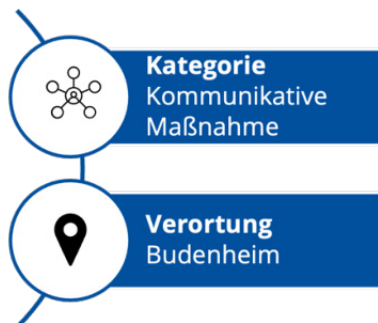 Kategorie
Kommunikative
Maßnahme
Verortung
Budenheim